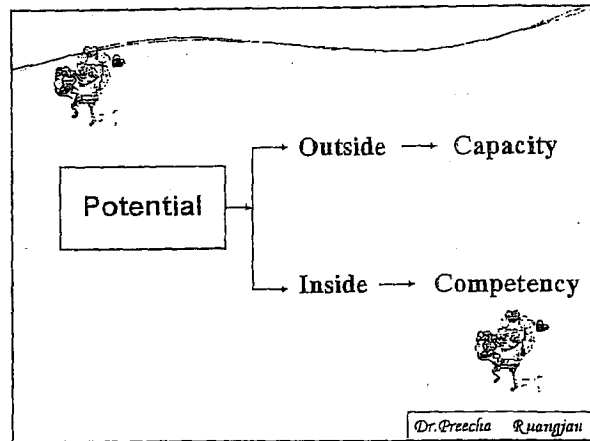 Outside Capacity
Potential
Inside Competency
Dr.Preecha Ruangjan